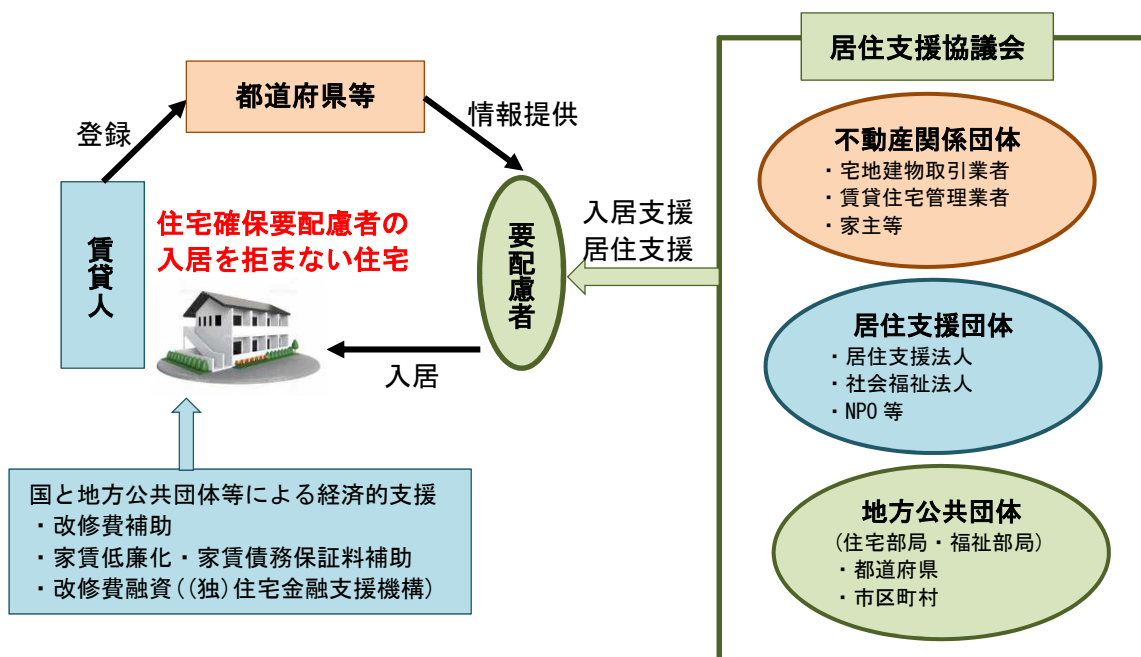 都道府県等
登録
情報提供
賃貸人
住宅確保要配慮者の
入居を拒まない住宅
要配慮者
入居
入居支援
居住支援
国と地方公共団体等による経済的支援
・改修費補助
・家賃低廉化・家賃債務保証料補助
・改修費融資((独)住宅金融支援機構)
居住支援協議会
不動産関係団体
・宅地建物取引業者
・賃貸住宅管理業者
・家主等
居住支援団体
・居住支援法人
・社会福祉法人
・NPO 等
地方公共団体
(住宅部局・福祉部局)
・都道府県
・市区町村